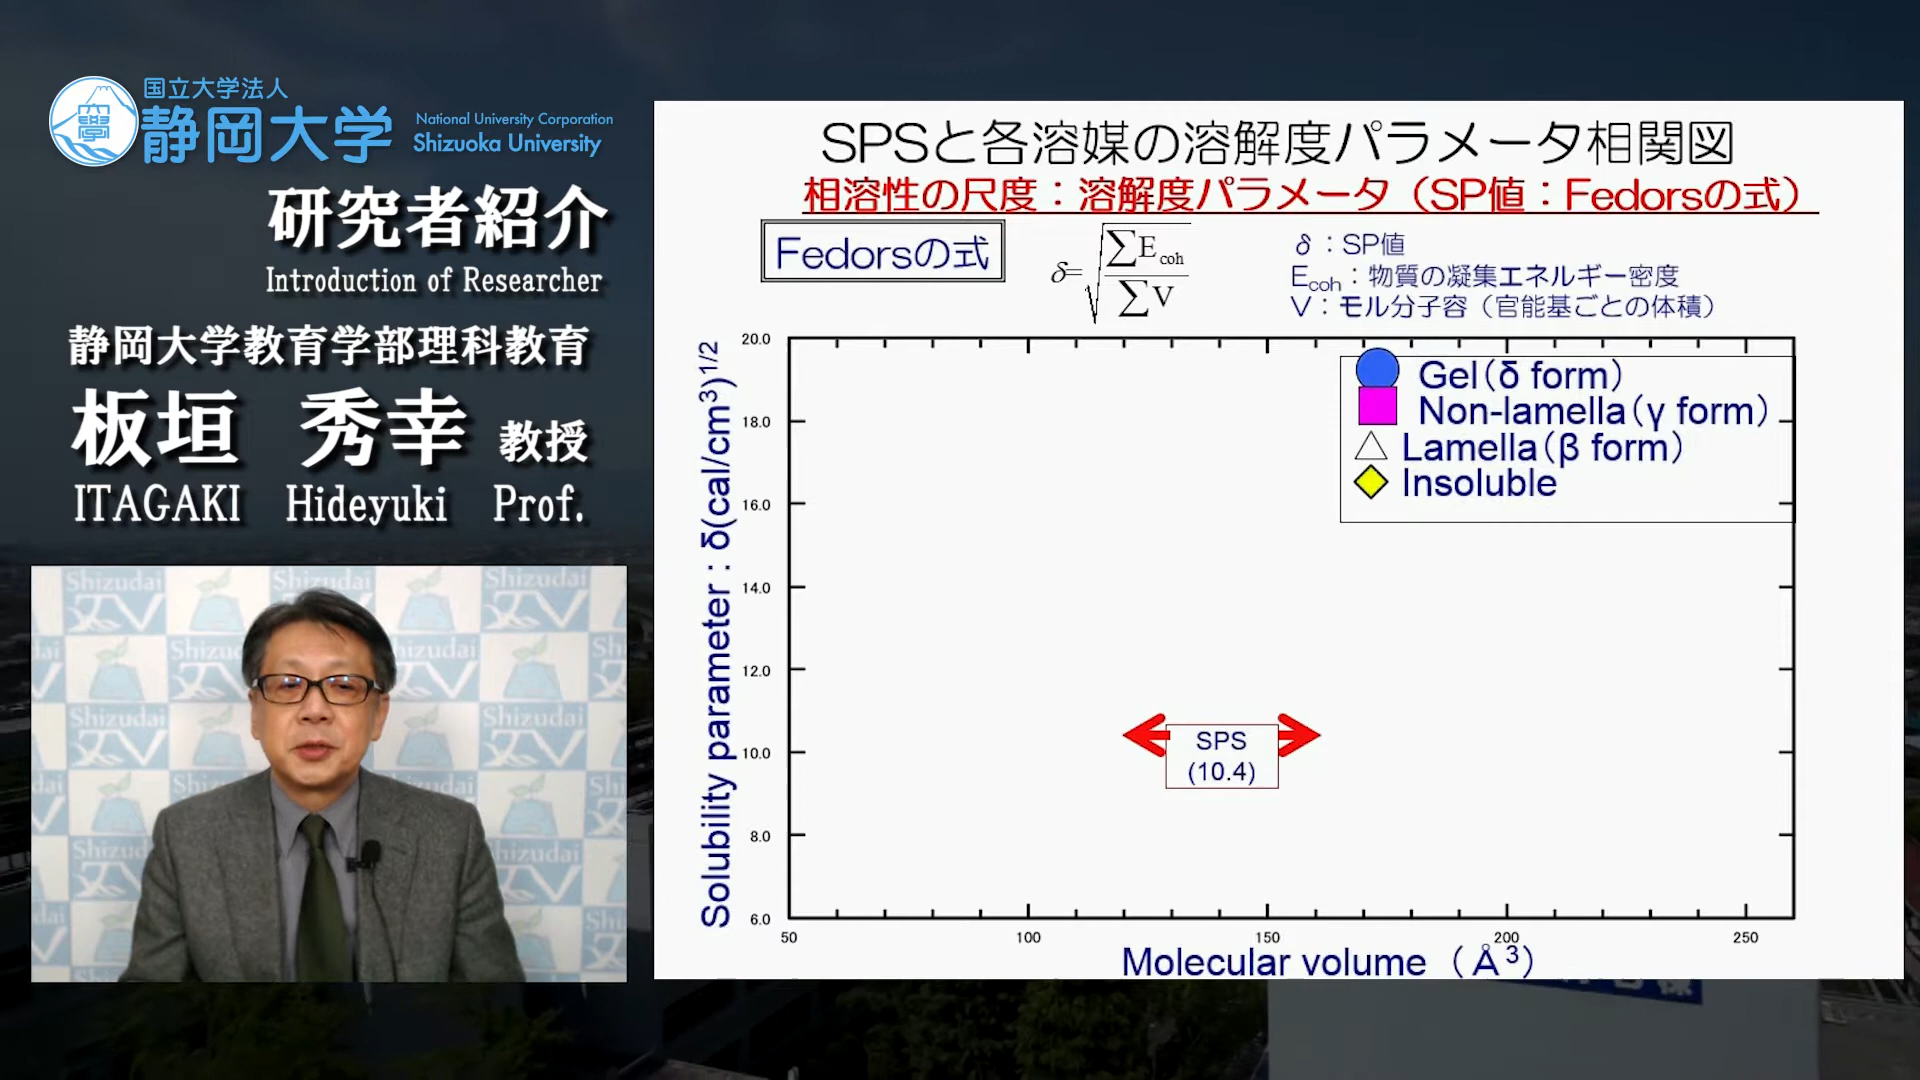 国立大学法人
静岡大学
National University Corporation
Shizuoka University
研究者紹介
Introduction of Researcher
静岡大学教育学部理科教育
板垣 秀幸 教授
ITAGAKI Hideyuki Prof.
Shizudai
TV
SPSと各溶媒の溶解度パラメータ相関図
相溶性の尺度：溶解度パラメータ（SP値：Fedorsの式）
Fedorsの式
δ=√(∑E coh / ∑V)
δ：SP値
Ecoh：物質の凝集エネルギー密度
V：モル分子容（官能基ごとの体積）
Solubility parameter：δ(cal/cm³)1/2
20.0
18.0
16.0
14.0
12.0
10.0
8.0
6.0
Gel(δ form)
Non-lamella(γ form)
Lamella(β form)
Insoluble
SPS
(10.4)
50 100 150 200 250
Molecular volume （Å³）